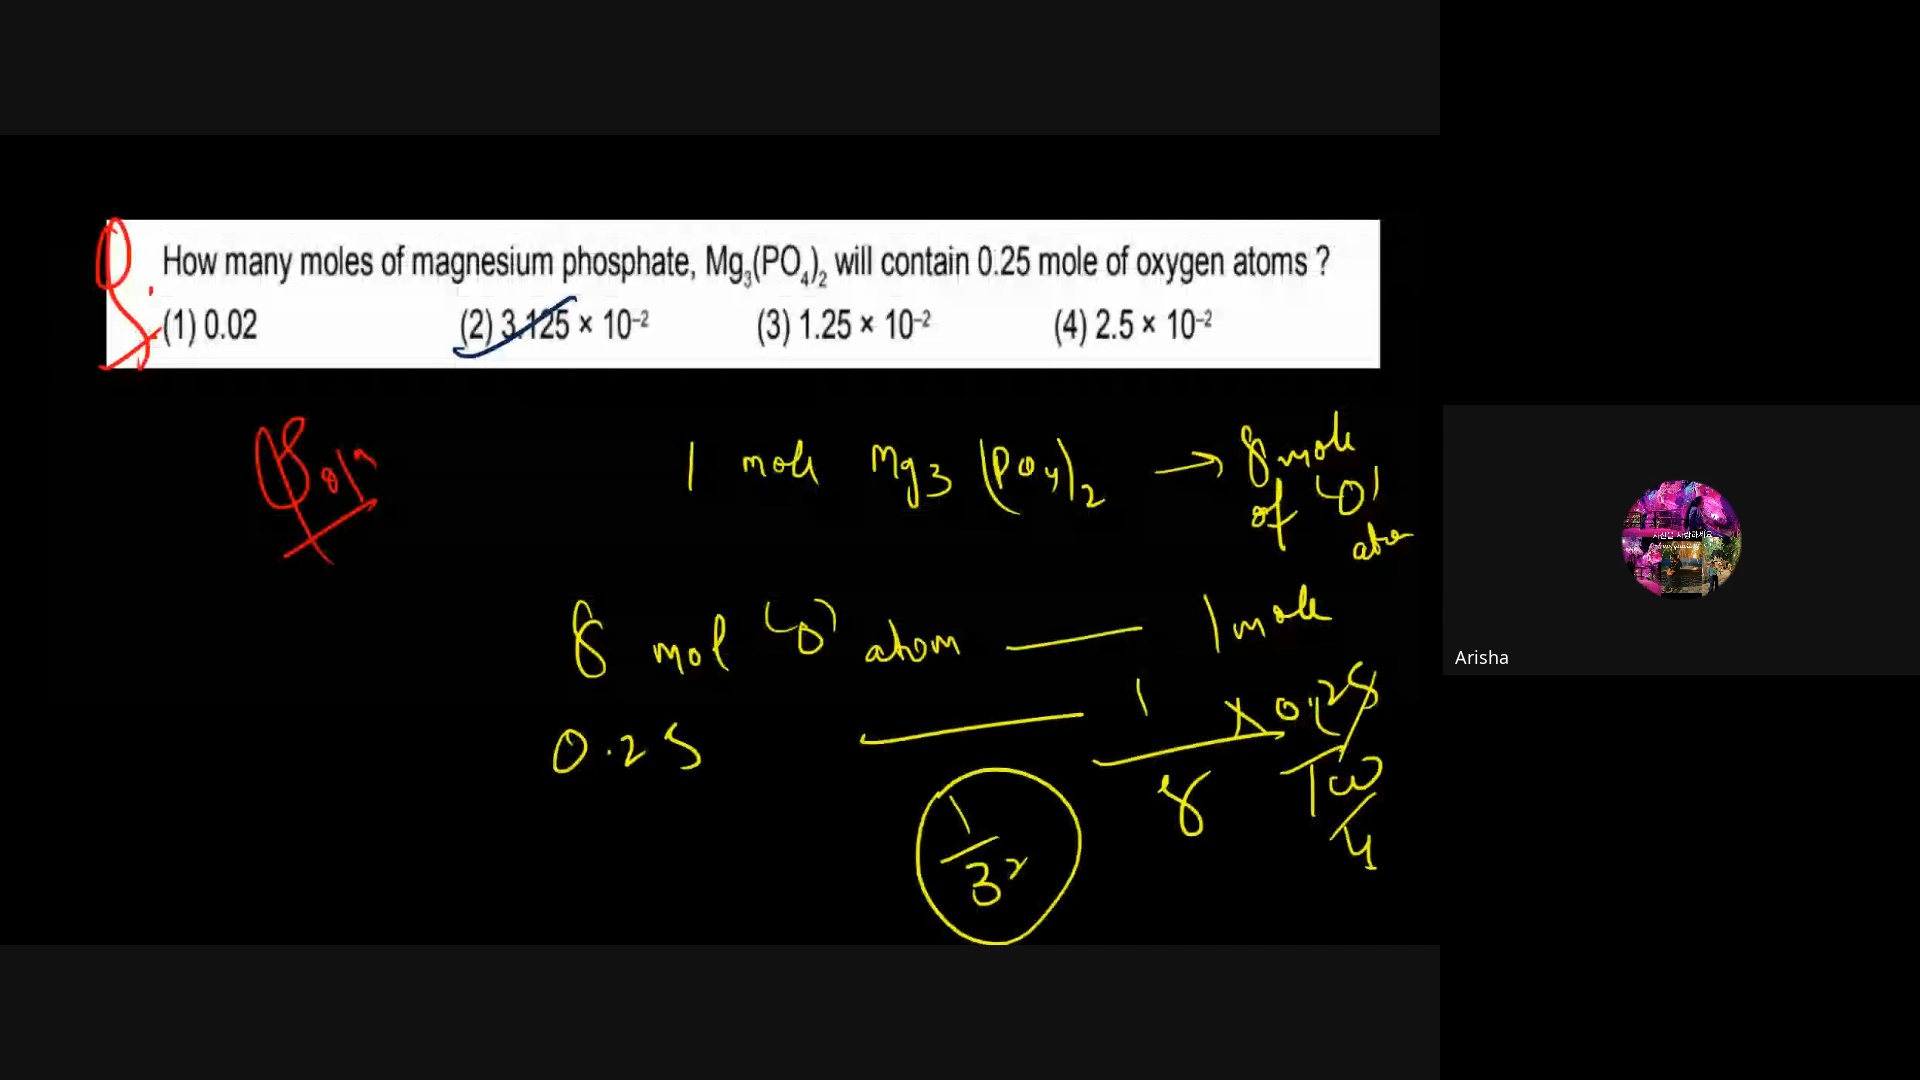 Q. How many moles of magnesium phosphate, Mg₃(PO₄)₂ will contain 0.25 mole of oxygen atoms ?
(1) 0.02 (2) 3.125 × 10⁻² (3) 1.25 × 10⁻² (4) 2.5 × 10⁻²
Solⁿ
1 mole Mg3 (PO4)2 → 8 mole
of 'O'
atom
8 mol 'O' atom — 1 mole
0.25 — 1/8 × 0.25/100
4
1/32
Arisha